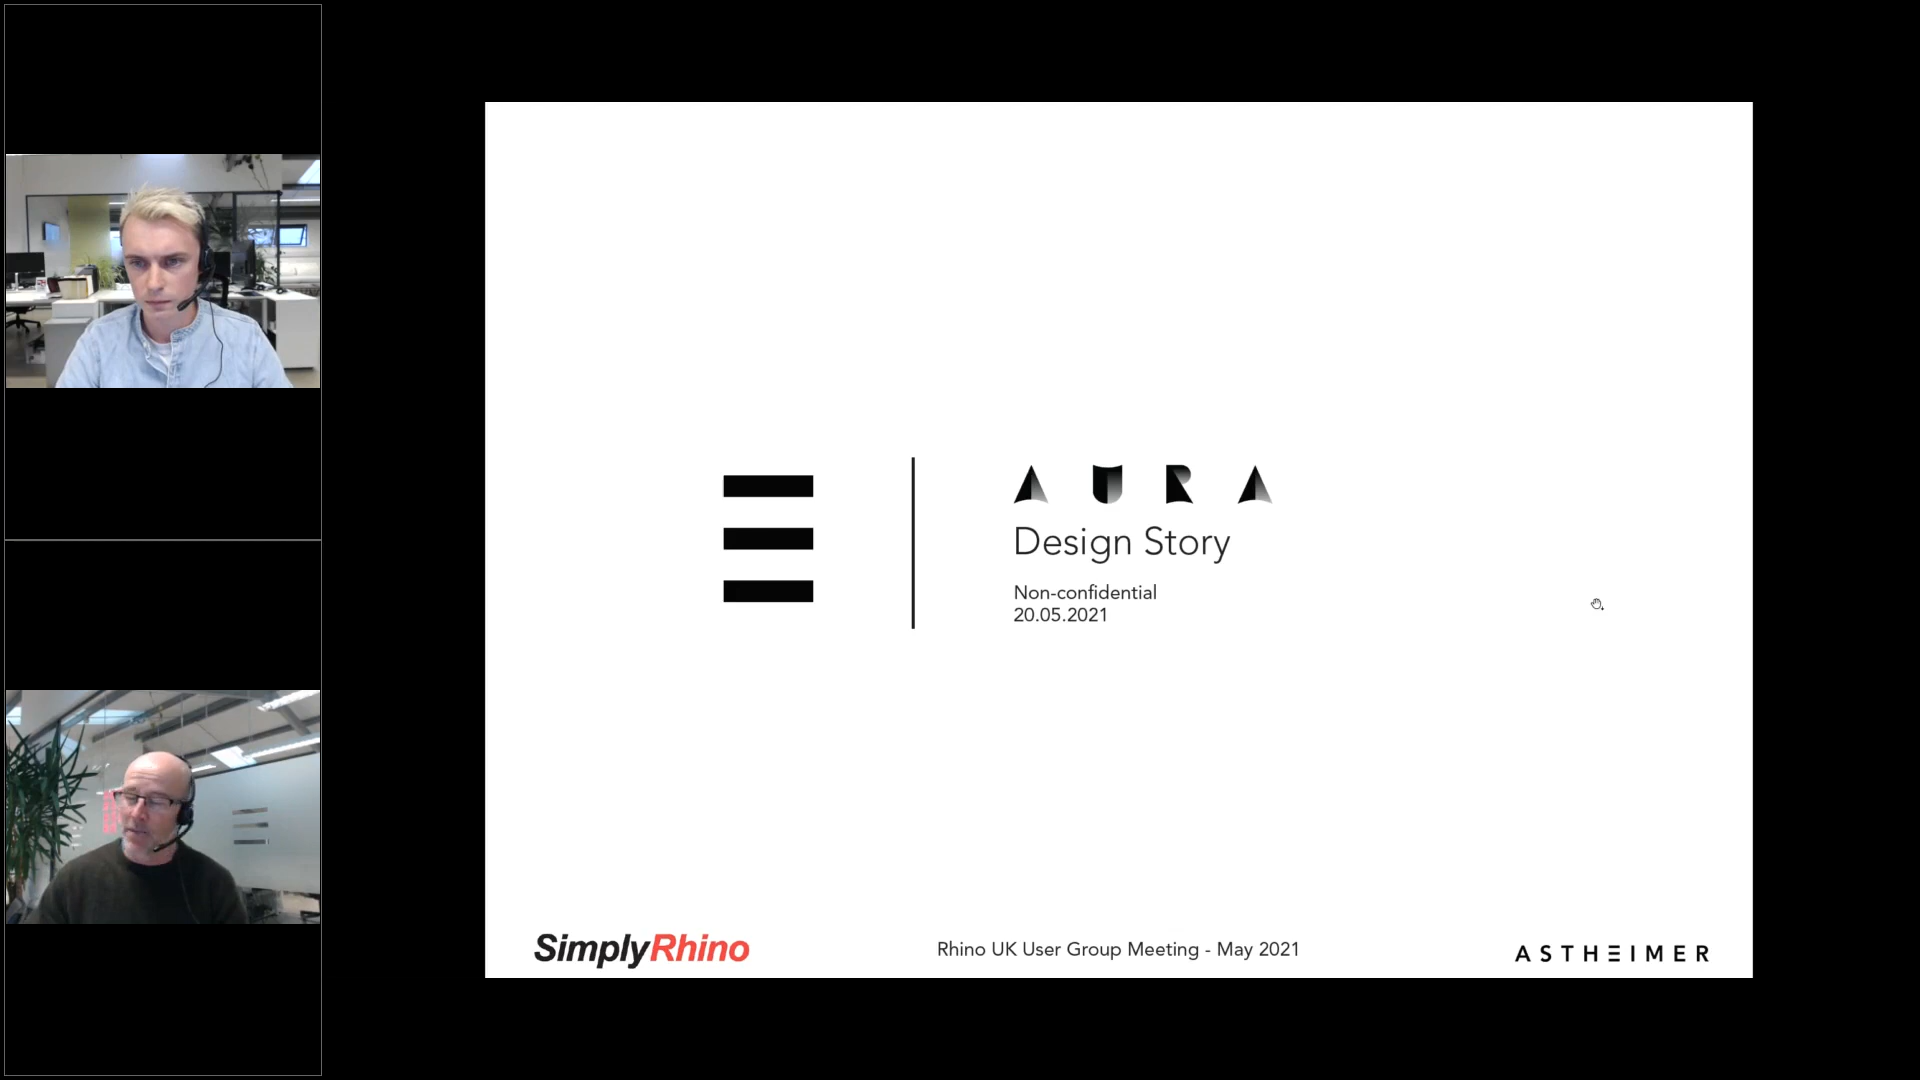 AURA
Design Story
Non-confidential
20.05.2021
SimplyRhino
Rhino UK User Group Meeting - May 2021
ASTHEIMER